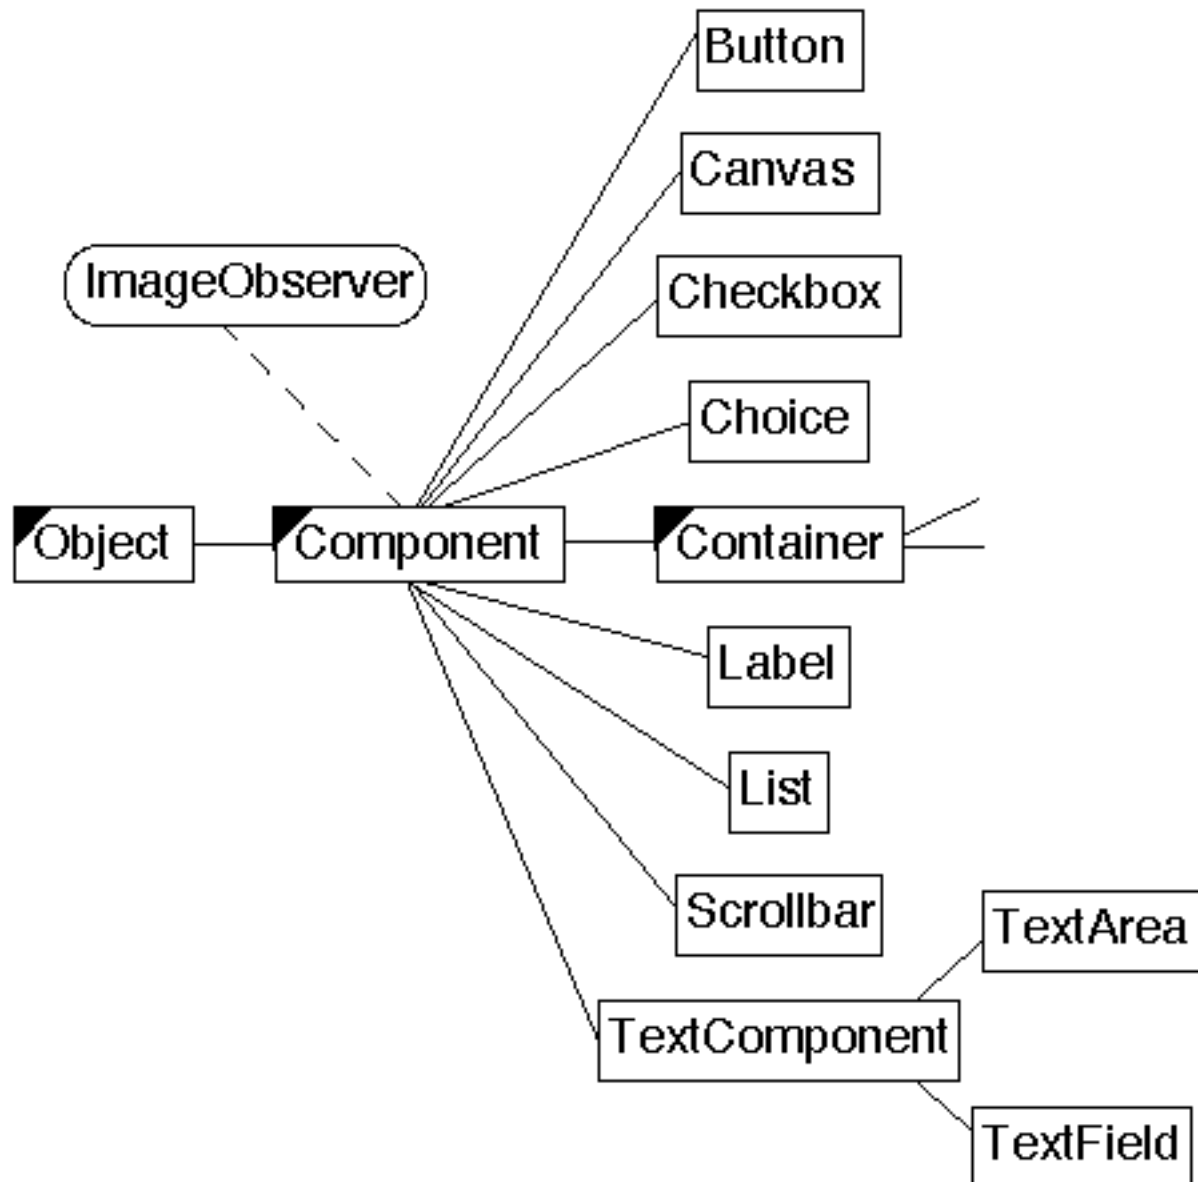 Button
Canvas
ImageObserver
Checkbox
Choice
Object
Component
Container
Label
List
Scrollbar
TextArea
TextComponent
TextField